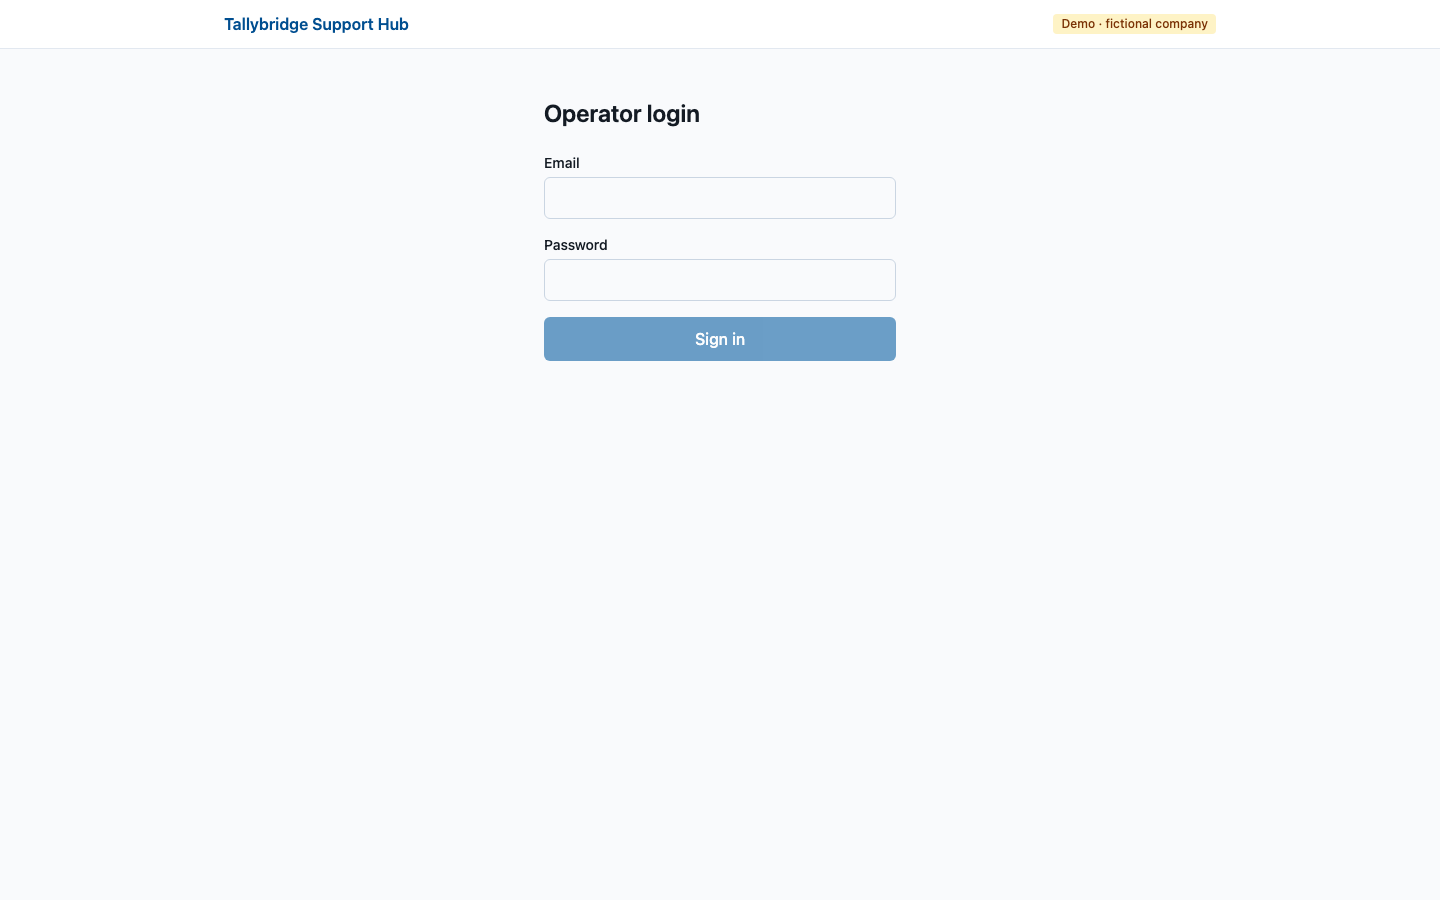 Tallybridge Support Hub
Demo · fictional company
Operator login
Email
Password
Sign in